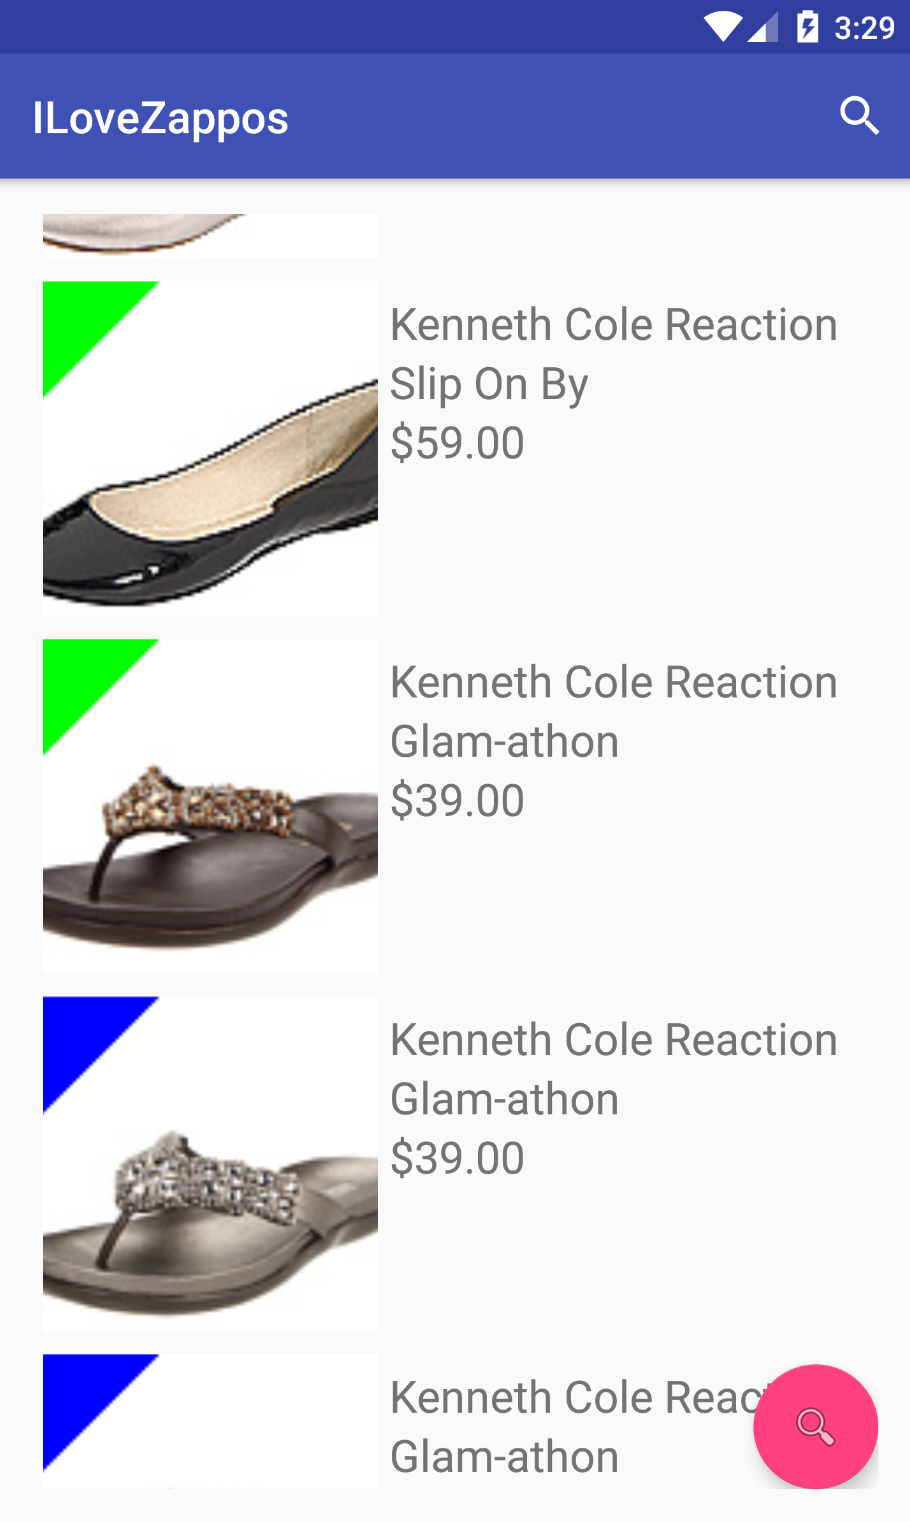 3:29
ILoveZappos
Kenneth Cole Reaction
Slip On By
$59.00
Kenneth Cole Reaction
Glam-athon
$39.00
Kenneth Cole Reaction
Glam-athon
$39.00
Kenneth Cole
Glam-athon